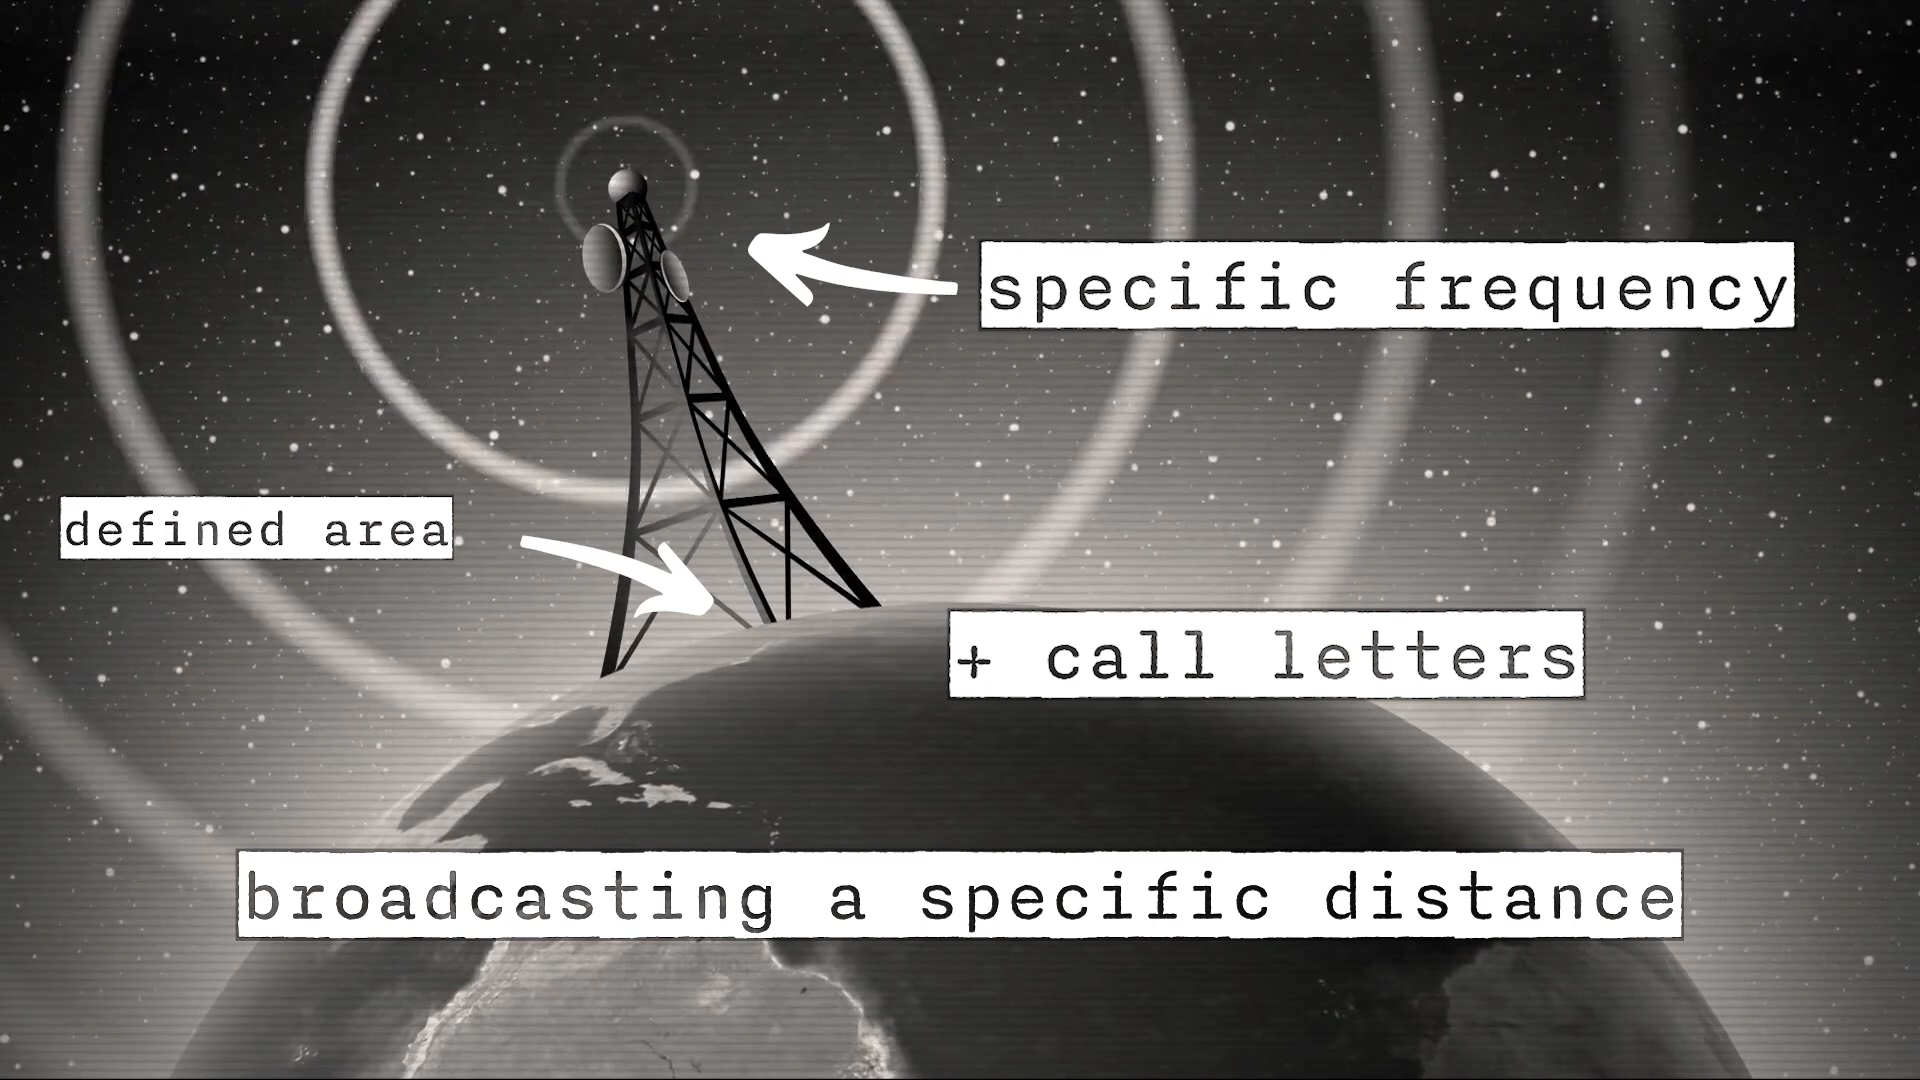 specific frequency
defined area
+ call letters
broadcasting a specific distance